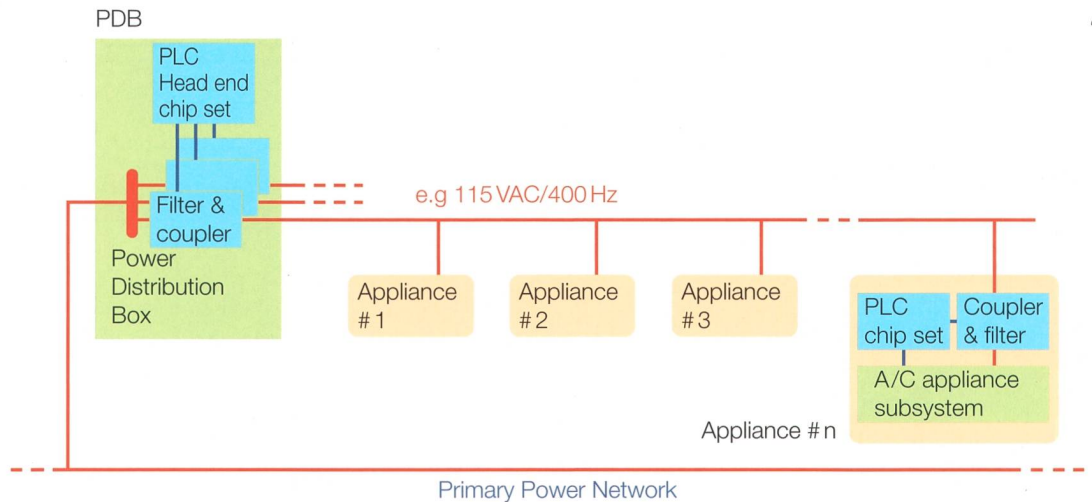 PDB
PLC
Head end
chip set
Filter &
coupler
Power
Distribution
Box
e.g 115 VAC/400 Hz
Appliance
# 1
Appliance
# 2
Appliance
# 3
PLC
chip set
Coupler
& filter
A/C appliance
subsystem
Appliance # n
Primary Power Network